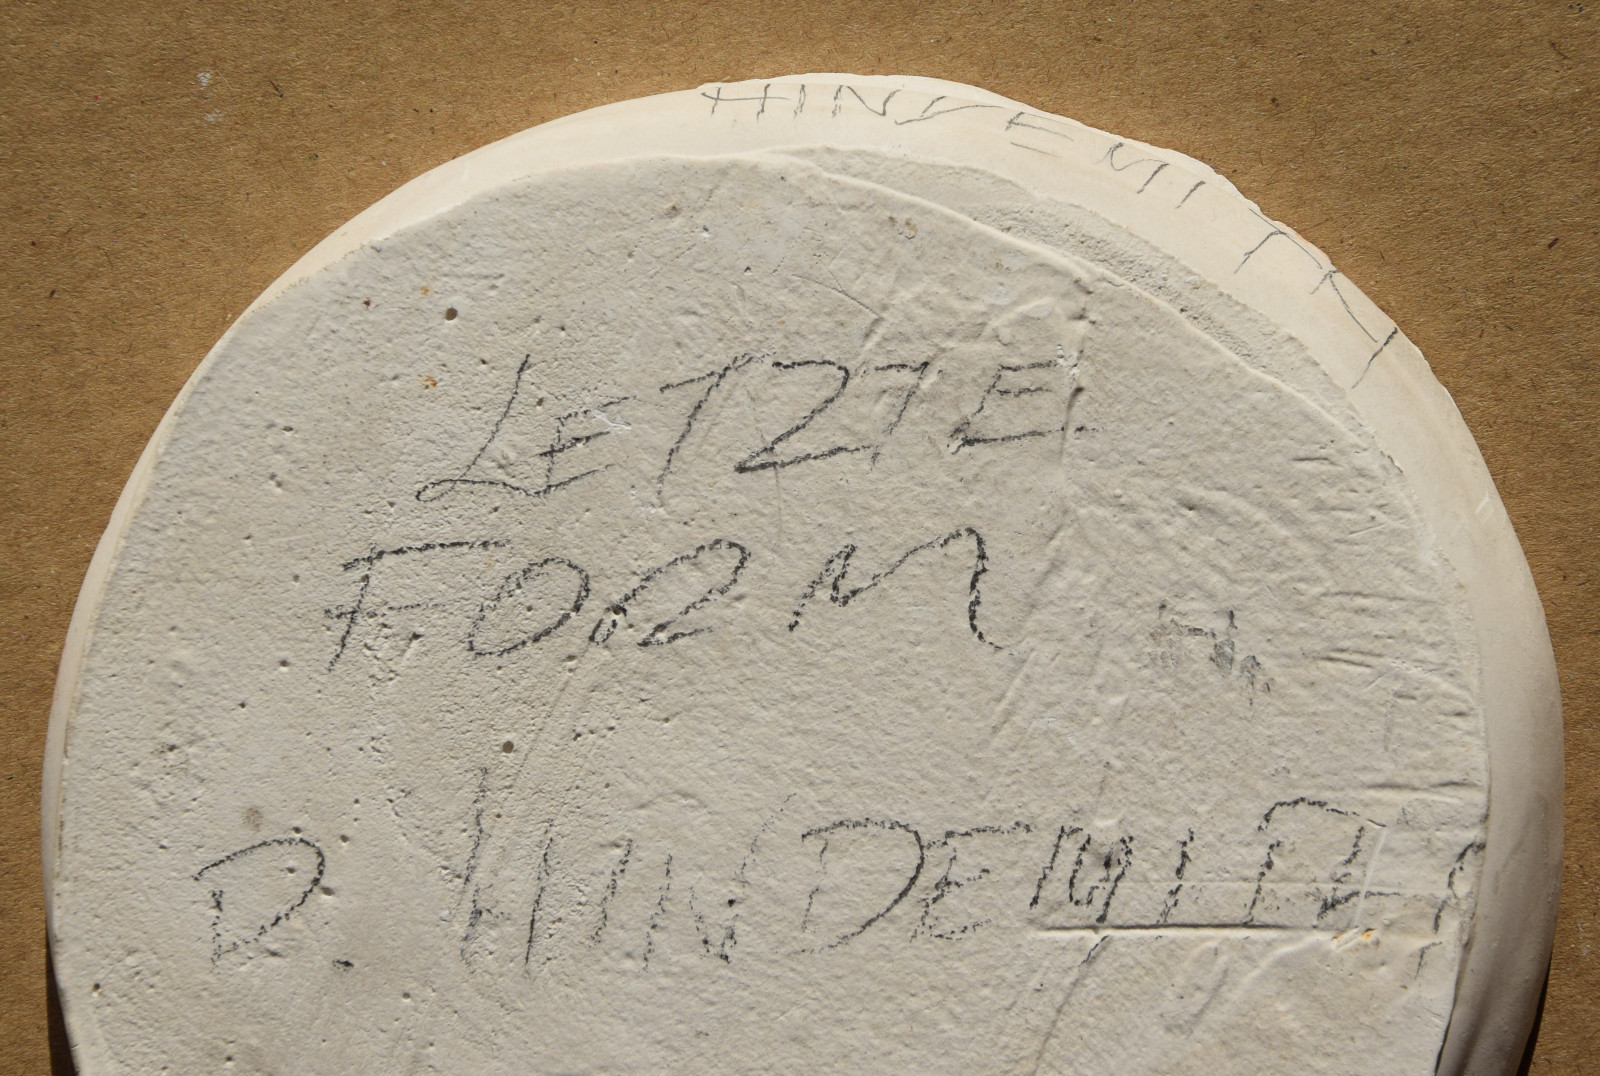 HINDEMITH
LETZTE
FORM
P. HINDEMITH